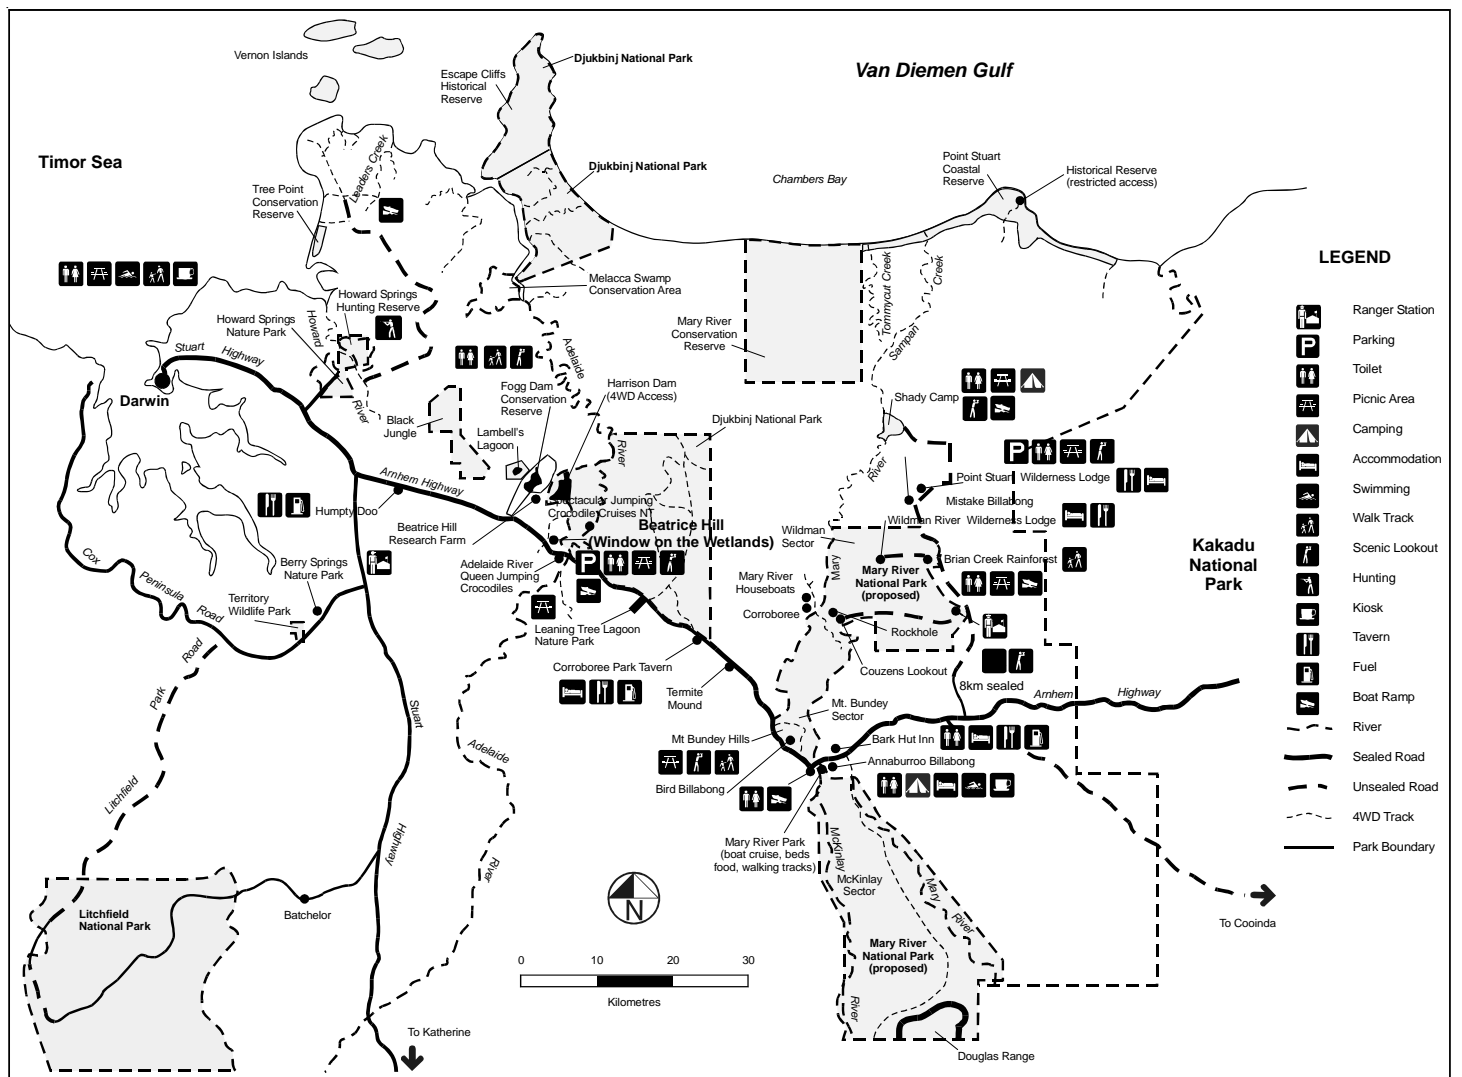 Vernon Islands
Djukbinj National Park
Escape Cliffs
Historical
Reserve
Van Diemen Gulf
Timor Sea
Leaders Creek
Djukbinj National Park
Chambers Bay
Point Stuart
Coastal
Reserve
Historical Reserve
(restricted access)
Tree Point
Conservation
Reserve
Melacca Swamp
Conservation Area
Howard Springs
Hunting Reserve
Howard Springs
Nature Park
Howard
River
Stuart
Highway
Darwin
Mary River
Conservation
Reserve
Tommycut Creek
Sampan
Creek
Adelaide
River
Fogg Dam
Conservation
Reserve
Harrison Dam
(4WD Access)
Black
Jungle
Lambell's
Lagoon
Djukbinj National Park
Shady Camp
River
Arnhem Highway
Humpty Doo
Beatrice Hill
Research Farm
Spectacular Jumping
Crocodile Cruises NT
Beatrice Hill
(Window on the Wetlands)
P
Point Stuart Wilderness Lodge
Mistake Billabong
Wildman River Wilderness Lodge
Wildman
Sector
Brian Creek Rainforest
Kakadu
National
Park
Adelaide River
Queen Jumping
Crocodiles
P
Mary River
Houseboats
Corroboree
Mary
Mary River
National Park
(proposed)
Rockhole
Couzens Lookout
8km sealed
Cox
Peninsula
Road
Berry Springs
Nature Park
Territory
Wildlife Park
Leaning Tree Lagoon
Nature Park
Corroboree Park Tavern
Termite
Mound
Mt. Bundey
Sector
Arnhem
Highway
Mt Bundey Hills
Bark Hut Inn
Annaburroo Billabong
Bird Billabong
Mary River Park
(boat cruise, beds
food, walking tracks)
Litchfield
Park
Road
Stuart
Highway
Adelaide
River
McKinlay
River
McKinlay
Sector
Mary
River
Mary River
National Park
(proposed)
Douglas Range
To Cooinda
Litchfield
National Park
Batchelor
To Katherine
N
0 10 20 30
Kilometres
LEGEND
Ranger Station
P Parking
Toilet
Picnic Area
Camping
Accommodation
Swimming
Walk Track
Scenic Lookout
Hunting
Kiosk
Tavern
Fuel
Boat Ramp
River
Sealed Road
Unsealed Road
4WD Track
Park Boundary